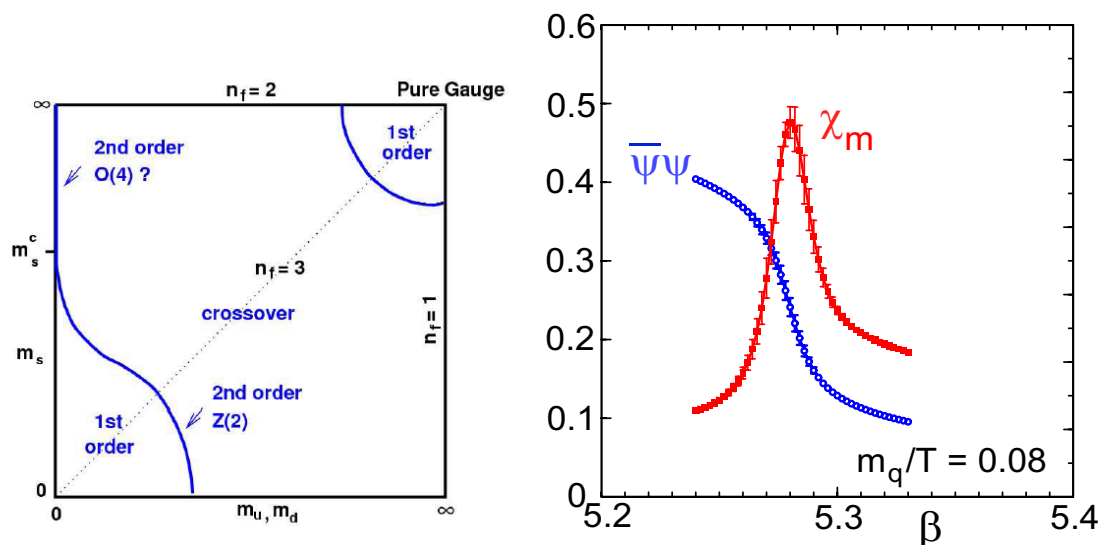 n_f = 2
Pure Gauge
∞
1st
order
2nd order
O(4) ?
m_s^c
n_f = 3
crossover
n_f = 1
m_s
2nd order
Z(2)
1st
order
0
0
m_u, m_d
∞
0.6
0.5
χ_m
ψ̅ψ
0.4
0.3
0.2
0.1
m_q/T = 0.08
0
5.2
5.3
5.4
β